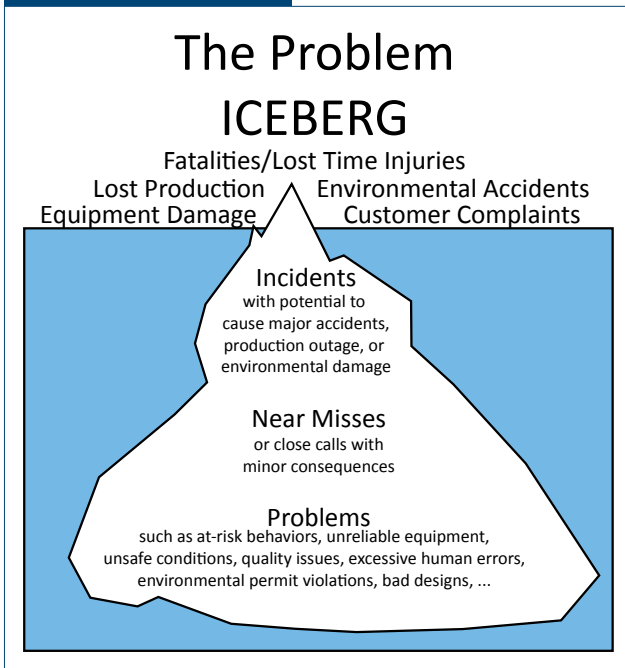 The Problem
ICEBERG
Fatalities/Lost Time Injuries
Lost Production Environmental Accidents
Equipment Damage Customer Complaints
Incidents
with potential to
cause major accidents,
production outage, or
environmental damage
Near Misses
or close calls with
minor consequences
Problems
such as at-risk behaviors, unreliable equipment,
unsafe conditions, quality issues, excessive human errors,
environmental permit violations, bad designs, ...